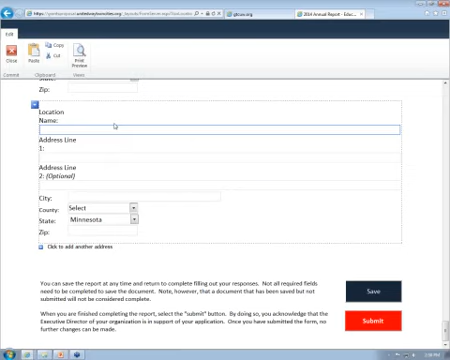 gtcuw.org
2014 Annual Report - Educ...
Edit
Close
Paste
Copy
Cut
Print
Preview
Commit
Clipboard
Views
State:
Zip:
Location
Name:
Address Line
1:
Address Line
2: (Optional)
City:
County: Select
State: Minnesota
Zip:
Click to add another address
You can save the report at any time and return to complete filling out your responses. Not all required fields
need to be completed to save the document. Note, however, that a document that has been saved but not
submitted will not be considered complete.
Save
When you are finished completing the report, select the "submit" button. By doing so, you acknowledge that the
Executive Director of your organization is in support of your application. Once you have submitted the form, no
further changes can be made.
Submit